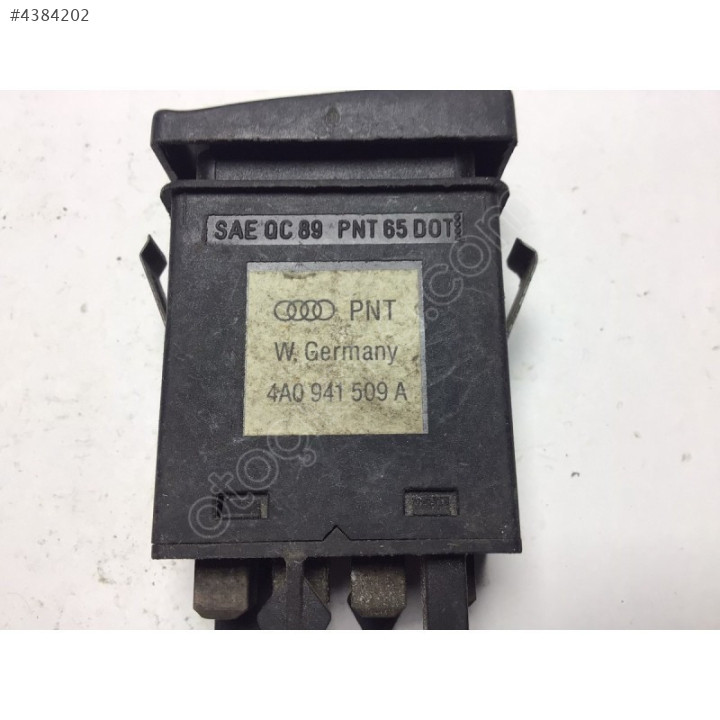 #4384202
SAE QC 89 PNT 65 DOT
PNT
W. Germany
4A0 941 509 A